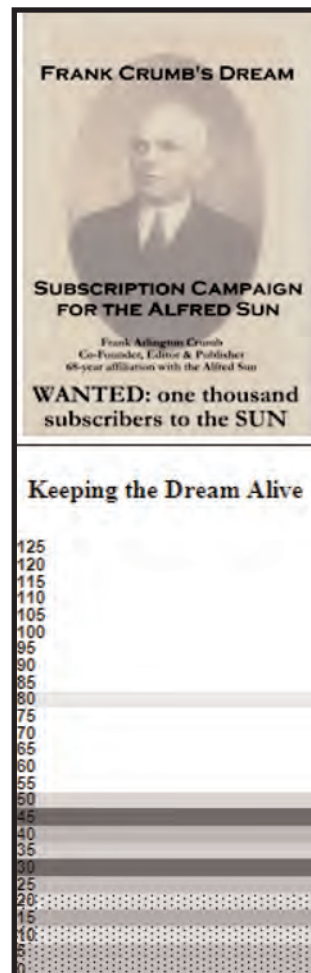 FRANK CRUMB'S DREAM
SUBSCRIPTION CAMPAIGN
FOR THE ALFRED SUN
Frank Arlington Crumb
Co-Founder, Editor & Publisher
68-year affiliation with the Alfred Sun
WANTED: one thousand
subscribers to the SUN
Keeping the Dream Alive
125
120
115
110
105
100
95
90
85
80
75
70
65
60
55
50
45
40
35
30
25
20
15
10
5
0